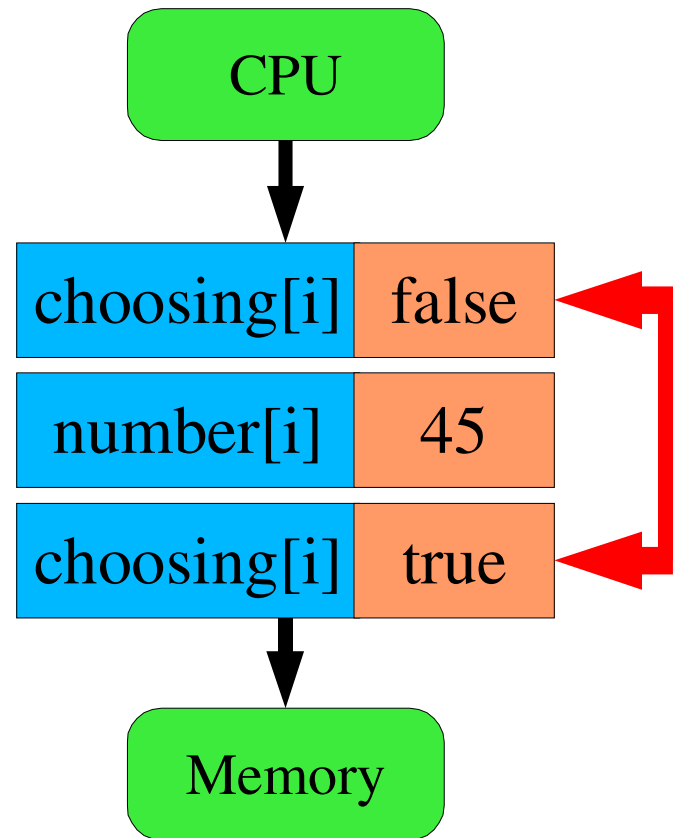 CPU
choosing[i] false
number[i] 45
choosing[i] true
Memory